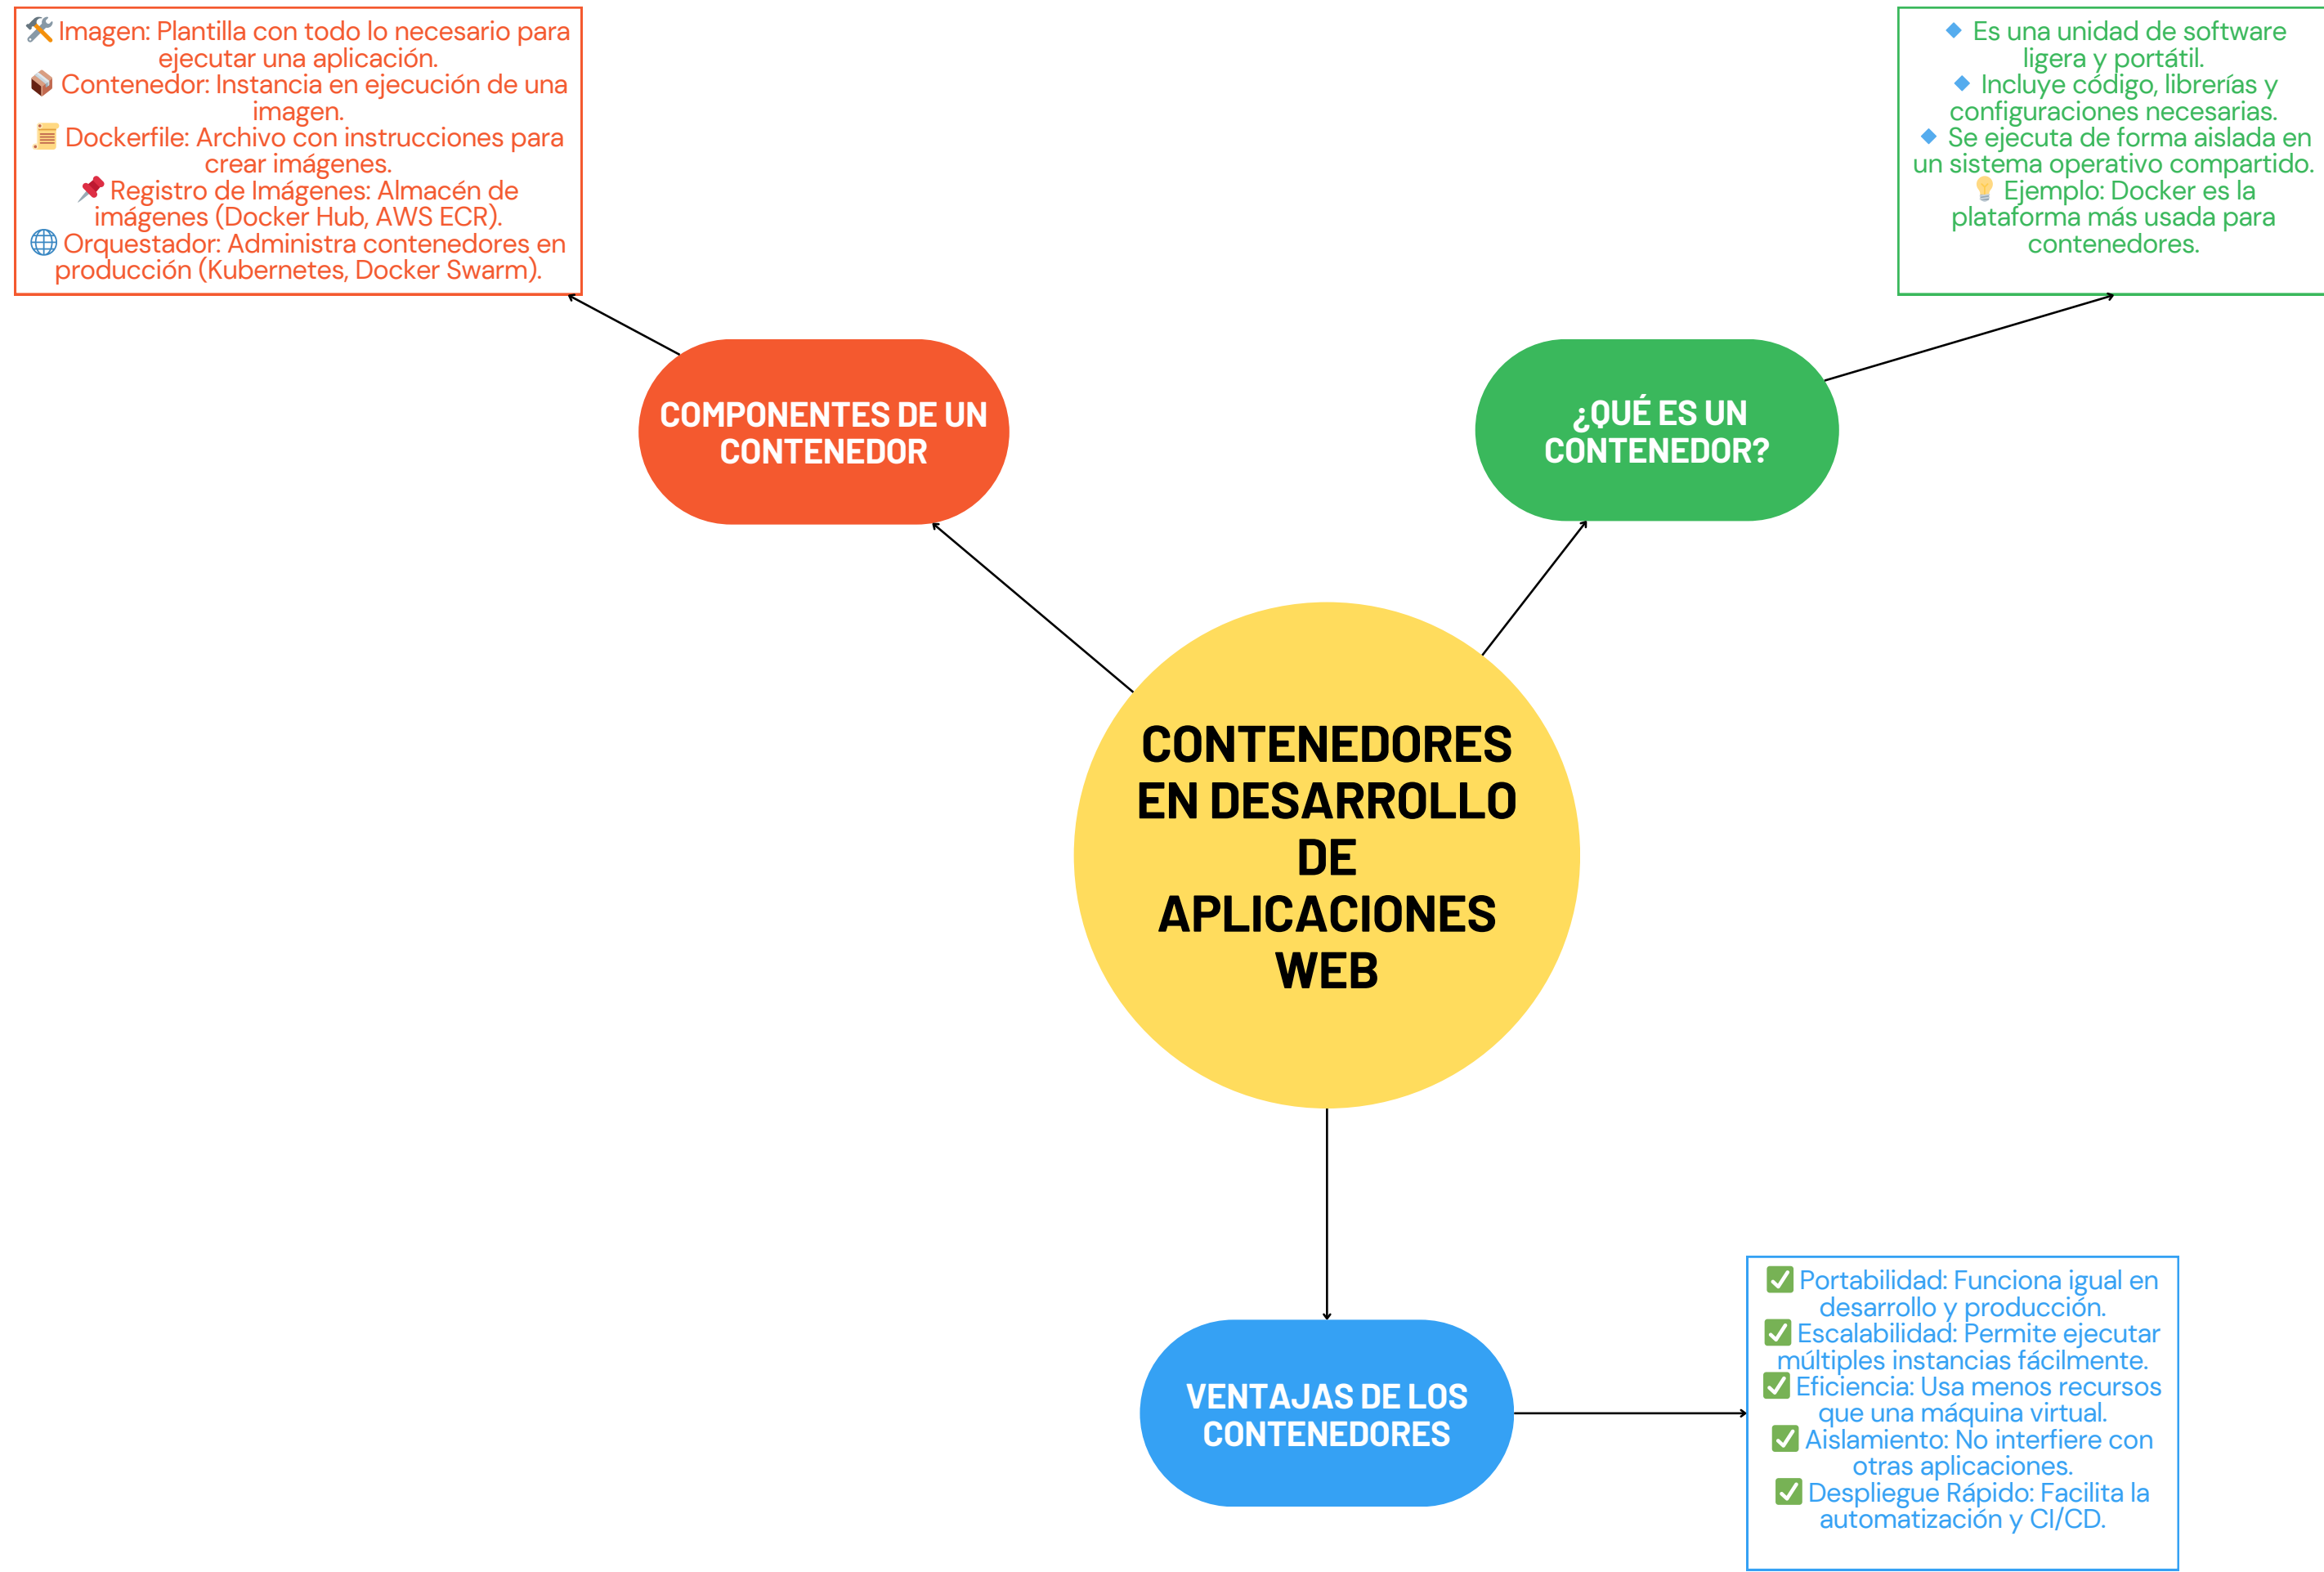 🛠️ Imagen: Plantilla con todo lo necesario para
ejecutar una aplicación.
📦 Contenedor: Instancia en ejecución de una
imagen.
📜 Dockerfile: Archivo con instrucciones para
crear imágenes.
📌 Registro de Imágenes: Almacén de
imágenes (Docker Hub, AWS ECR).
🌐 Orquestador: Administra contenedores en
producción (Kubernetes, Docker Swarm).
🔹 Es una unidad de software
ligera y portátil.
🔹 Incluye código, librerías y
configuraciones necesarias.
🔹 Se ejecuta de forma aislada en
un sistema operativo compartido.
💡 Ejemplo: Docker es la
plataforma más usada para
contenedores.
COMPONENTES DE UN
CONTENEDOR
¿QUÉ ES UN
CONTENEDOR?
CONTENEDORES
EN DESARROLLO
DE
APLICACIONES
WEB
VENTAJAS DE LOS
CONTENEDORES
✅ Portabilidad: Funciona igual en
desarrollo y producción.
✅ Escalabilidad: Permite ejecutar
múltiples instancias fácilmente.
✅ Eficiencia: Usa menos recursos
que una máquina virtual.
✅ Aislamiento: No interfiere con
otras aplicaciones.
✅ Despliegue Rápido: Facilita la
automatización y CI/CD.